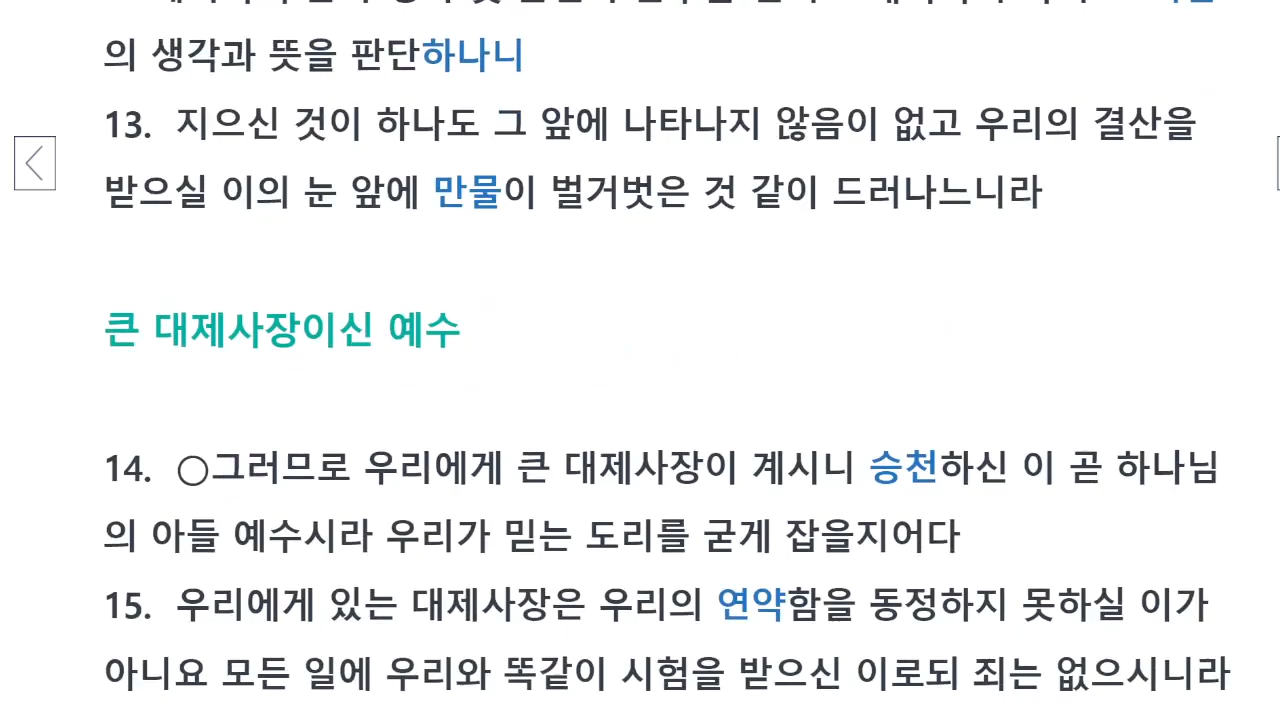 의 생각과 뜻을 판단하나니
13. 지으신 것이 하나도 그 앞에 나타나지 않음이 없고 우리의 결산을
받으실 이의 눈 앞에 만물이 벌거벗은 것 같이 드러나느니라
큰 대제사장이신 예수
14. ○그러므로 우리에게 큰 대제사장이 계시니 승천하신 이 곧 하나님
의 아들 예수시라 우리가 믿는 도리를 굳게 잡을지어다
15. 우리에게 있는 대제사장은 우리의 연약함을 동정하지 못하실 이가
아니요 모든 일에 우리와 똑같이 시험을 받으신 이로되 죄는 없으시니라